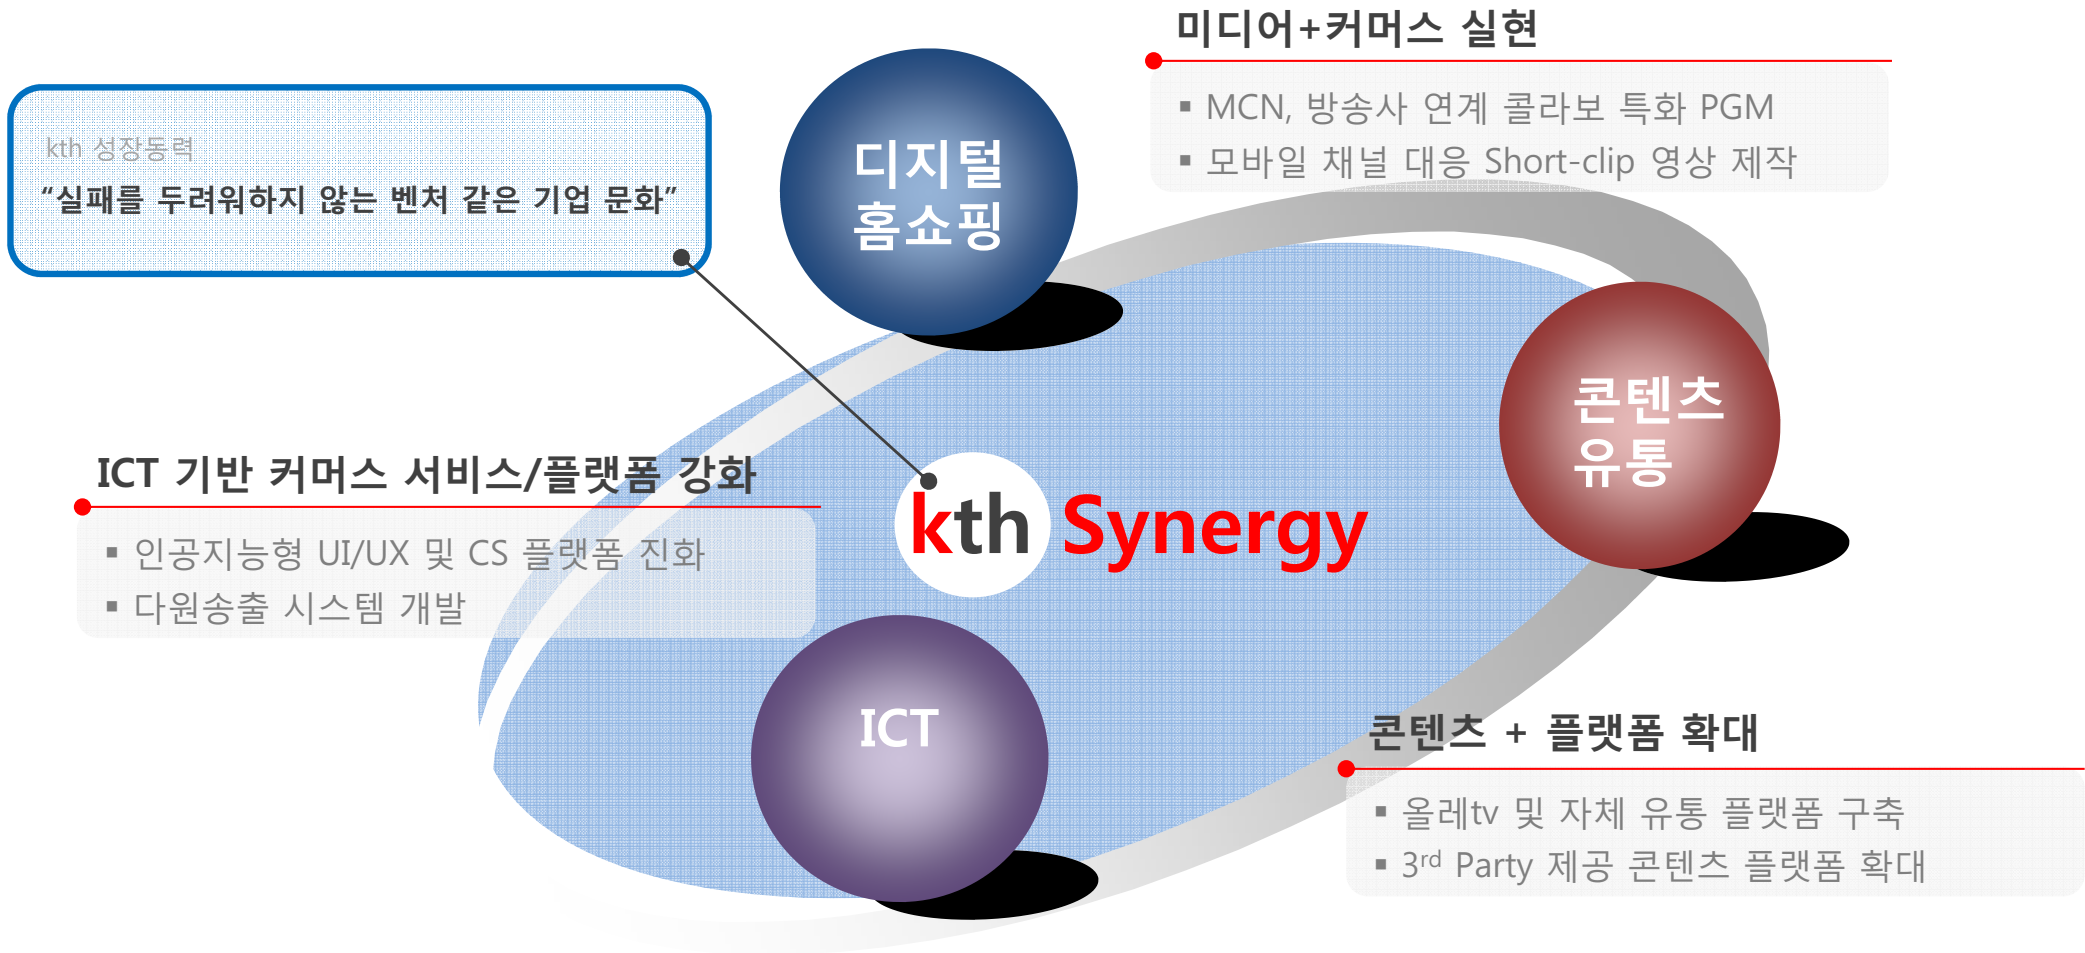 미디어+커머스 실현
▪ MCN, 방송사 연계 콜라보 특화 PGM
▪ 모바일 채널 대응 Short-clip 영상 제작
kth 성장동력
“실패를 두려워하지 않는 벤처 같은 기업 문화”
디지털
홈쇼핑
콘텐츠
유통
ICT 기반 커머스 서비스/플랫폼 강화
▪ 인공지능형 UI/UX 및 CS 플랫폼 진화
▪ 다원송출 시스템 개발
kth Synergy
ICT
콘텐츠 + 플랫폼 확대
▪ 올레tv 및 자체 유통 플랫폼 구축
▪ 3rd Party 제공 콘텐츠 플랫폼 확대